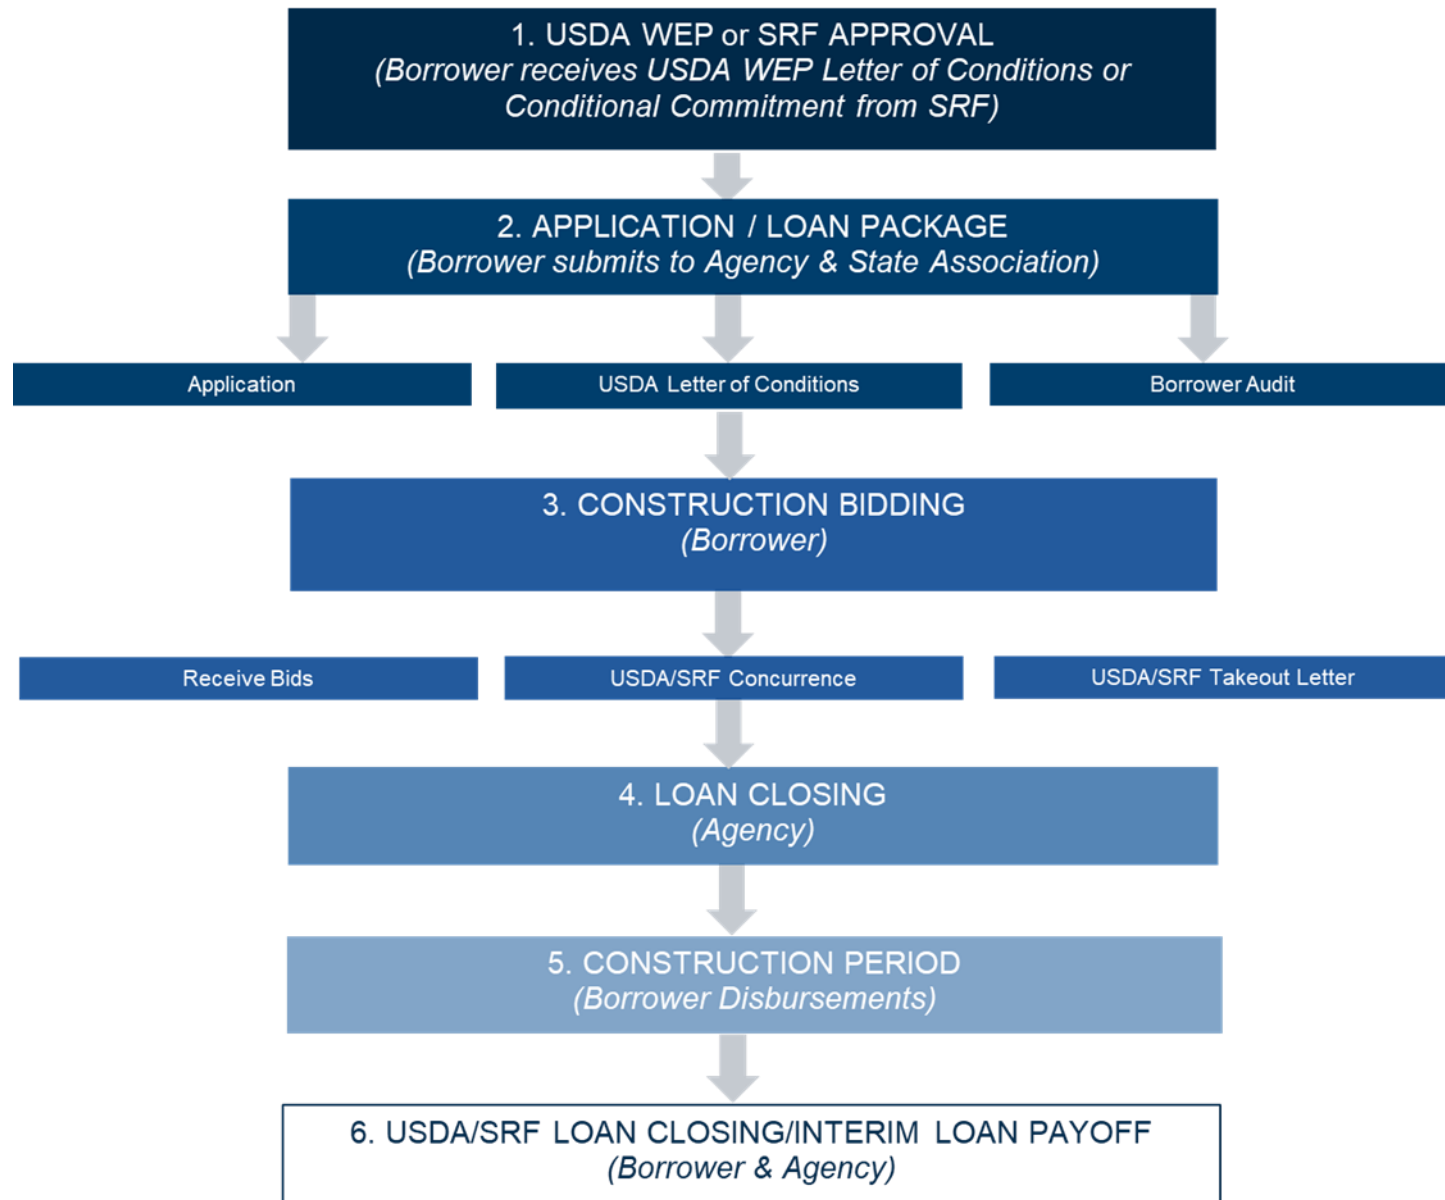 1. USDA WEP or SRF APPROVAL
(Borrower receives USDA WEP Letter of Conditions or
Conditional Commitment from SRF)
2. APPLICATION / LOAN PACKAGE
(Borrower submits to Agency & State Association)
Application
USDA Letter of Conditions
Borrower Audit
3. CONSTRUCTION BIDDING
(Borrower)
Receive Bids
USDA/SRF Concurrence
USDA/SRF Takeout Letter
4. LOAN CLOSING
(Agency)
5. CONSTRUCTION PERIOD
(Borrower Disbursements)
6. USDA/SRF LOAN CLOSING/INTERIM LOAN PAYOFF
(Borrower & Agency)